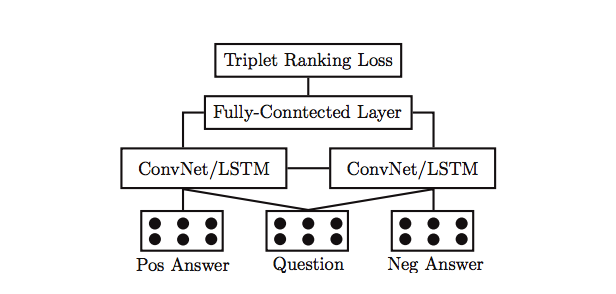 Triplet Ranking Loss
Fully-Conntected Layer
ConvNet/LSTM
ConvNet/LSTM
Pos Answer
Question
Neg Answer